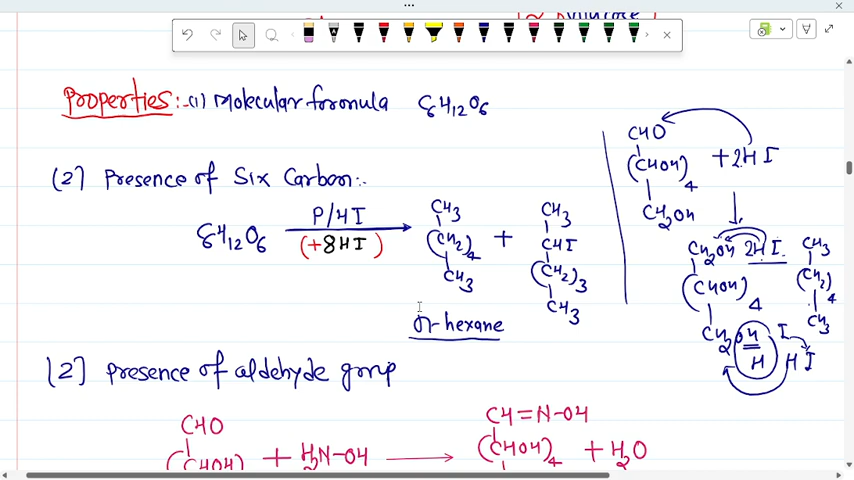 Properties:- (1) Molecular formula C6H12O6
(2) Presence of Six Carbon:-
C6H12O6 P/HI (+8HI) CH3 (CH2)4 CH3 + CH3 CHI (CH2)3 CH3
n-hexane
CHO (CHOH)4 CH2OH + 2HI
CH2OH 2HI (CHOH)4 CH2OH H I H HI
CH3 (CH2)4 CH3
[2] presence of aldehyde group
CHO (CHOH) + H2N-OH CH=N-OH (CHOH)4 + H2O